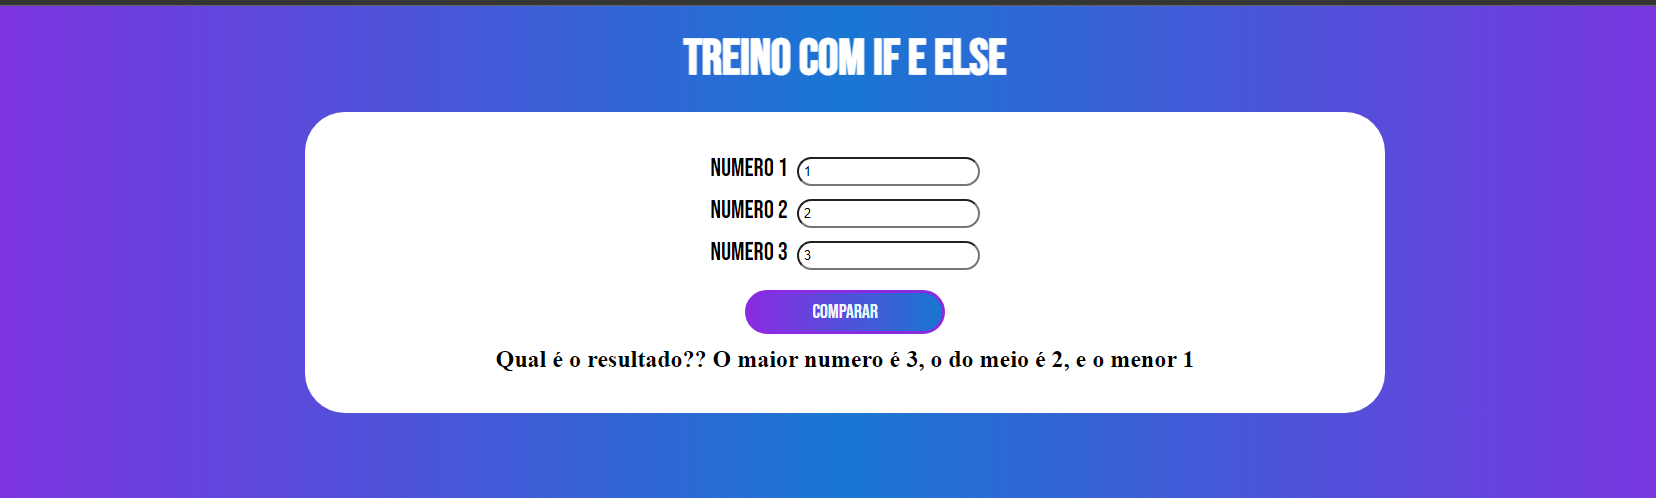 TREINO COM IF E ELSE
NUMERO 1 1
NUMERO 2 2
NUMERO 3 3
COMPARAR
Qual é o resultado?? O maior numero é 3, o do meio é 2, e o menor 1